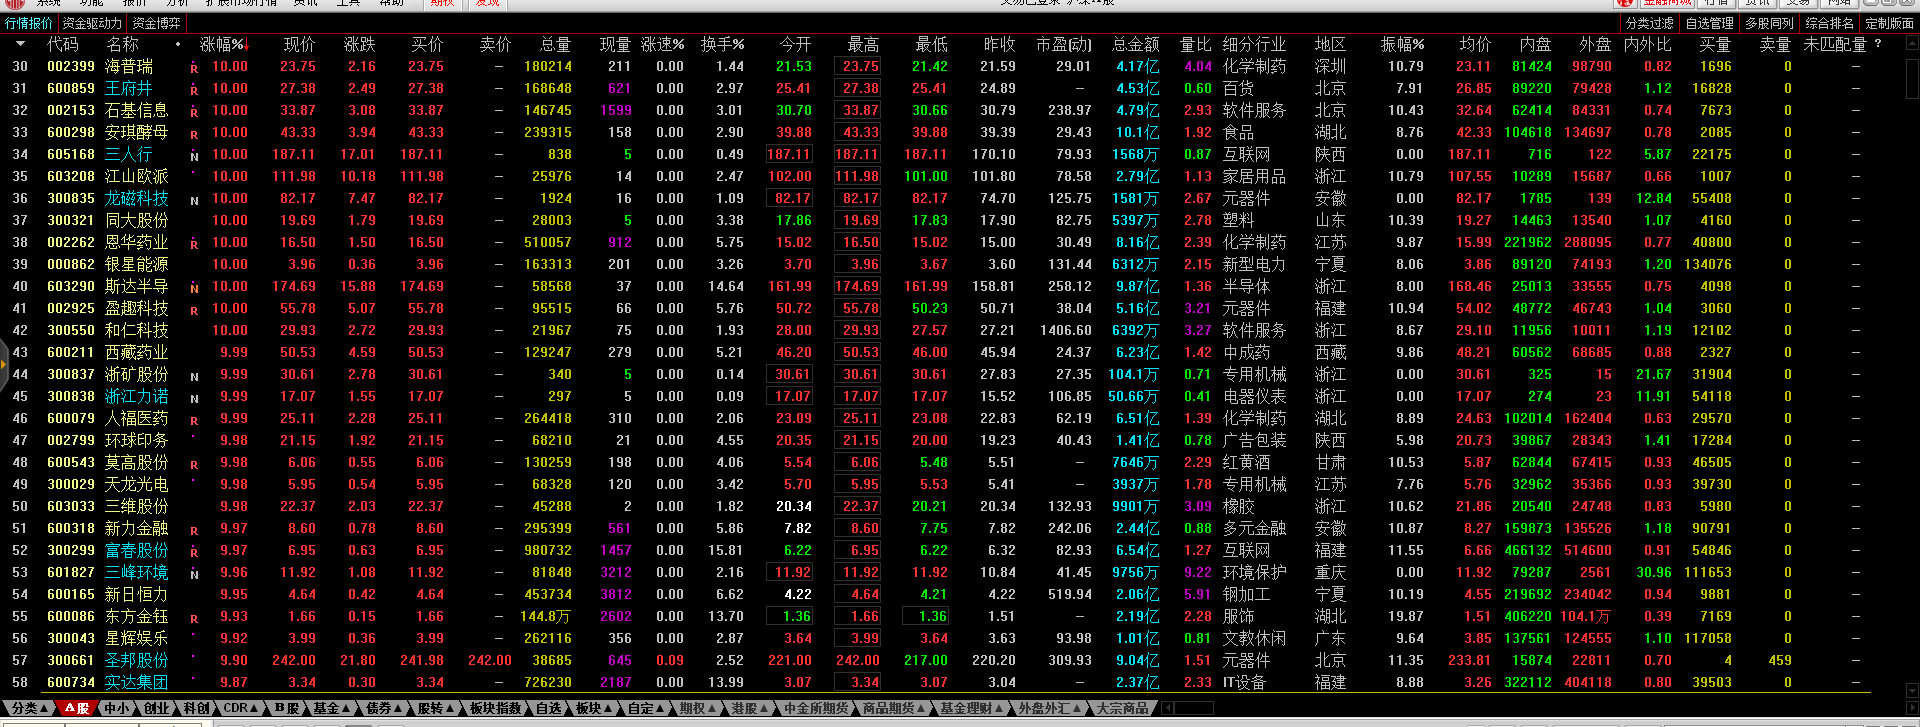 系统 功能 报价 分析 扩展市场行情 资讯 工具 帮助 期权 发现 交易已登录 沪深A股 金融商城 行情 资讯 交易 网站
行情报价 资金驱动力 资金博弈 分类过滤 自选管理 多股同列 综合排名 定制版面
代码 名称 涨幅%↓ 现价 涨跌 买价 卖价 总量 现量 涨速% 换手% 今开 最高 最低 昨收 市盈(动) 总金额 量比 细分行业 地区 振幅% 均价 内盘 外盘 内外比 买量 卖量 未匹配量 ?
30 002399 海普瑞 R 10.00 23.75 2.16 23.75 — 180214 211 0.00 1.44 21.53 23.75 21.42 21.59 29.01 4.17亿 4.04 化学制药 深圳 10.79 23.11 81424 98790 0.82 1696 0 —
31 600859 王府井 R 10.00 27.38 2.49 27.38 — 168648 621 0.00 2.97 25.41 27.38 25.41 24.89 — 4.53亿 0.60 百货 北京 7.91 26.85 89220 79428 1.12 16828 0 —
32 002153 石基信息 R 10.00 33.87 3.08 33.87 — 146745 1599 0.00 3.01 30.70 33.87 30.66 30.79 238.97 4.79亿 2.93 软件服务 北京 10.43 32.64 62414 84331 0.74 7673 0 —
33 600298 安琪酵母 R 10.00 43.33 3.94 43.33 — 239315 158 0.00 2.90 39.88 43.33 39.88 39.39 29.43 10.1亿 1.92 食品 湖北 8.76 42.33 104618 134697 0.78 2085 0 —
34 605168 三人行 N 10.00 187.11 17.01 187.11 — 838 5 0.00 0.49 187.11 187.11 187.11 170.10 79.93 1568万 0.87 互联网 陕西 0.00 187.11 716 122 5.87 22175 0 —
35 603208 江山欧派 10.00 111.98 10.18 111.98 — 25976 14 0.00 2.47 102.00 111.98 101.00 101.80 78.58 2.79亿 1.13 家居用品 浙江 10.79 107.55 10289 15687 0.66 1007 0 —
36 300835 龙磁科技 N 10.00 82.17 7.47 82.17 — 1924 16 0.00 1.09 82.17 82.17 82.17 74.70 125.75 1581万 2.67 元器件 安徽 0.00 82.17 1785 139 12.84 55408 0 —
37 300321 同大股份 10.00 19.69 1.79 19.69 — 28003 5 0.00 3.38 17.86 19.69 17.83 17.90 82.75 5397万 2.78 塑料 山东 10.39 19.27 14463 13540 1.07 4160 0 —
38 002262 恩华药业 R 10.00 16.50 1.50 16.50 — 510057 912 0.00 5.75 15.02 16.50 15.02 15.00 30.49 8.16亿 2.39 化学制药 江苏 9.87 15.99 221962 288095 0.77 40800 0 —
39 000862 银星能源 10.00 3.96 0.36 3.96 — 163313 201 0.00 3.26 3.70 3.96 3.67 3.60 131.44 6312万 2.15 新型电力 宁夏 8.06 3.86 89120 74193 1.20 134076 0 —
40 603290 斯达半导 N 10.00 174.69 15.88 174.69 — 58568 37 0.00 14.64 161.99 174.69 161.99 158.81 258.12 9.87亿 1.36 半导体 浙江 8.00 168.46 25013 33555 0.75 4098 0 —
41 002925 盈趣科技 R 10.00 55.78 5.07 55.78 — 95515 66 0.00 5.76 50.72 55.78 50.23 50.71 38.04 5.16亿 3.21 元器件 福建 10.94 54.02 48772 46743 1.04 3060 0 —
42 300550 和仁科技 10.00 29.93 2.72 29.93 — 21967 75 0.00 1.93 28.00 29.93 27.57 27.21 1406.60 6392万 3.27 软件服务 浙江 8.67 29.10 11956 10011 1.19 12102 0 —
43 600211 西藏药业 9.99 50.53 4.59 50.53 — 129247 279 0.00 5.21 46.20 50.53 46.00 45.94 24.37 6.23亿 1.42 中成药 西藏 9.86 48.21 60562 68685 0.88 2327 0 —
44 300837 浙矿股份 N 9.99 30.61 2.78 30.61 — 340 5 0.00 0.14 30.61 30.61 30.61 27.83 27.35 104.1万 0.71 专用机械 浙江 0.00 30.61 325 15 21.67 31904 0 —
45 300838 浙江力诺 N 9.99 17.07 1.55 17.07 — 297 5 0.00 0.09 17.07 17.07 17.07 15.52 106.85 50.66万 0.41 电器仪表 浙江 0.00 17.07 274 23 11.91 54118 0 —
46 600079 人福医药 R 9.99 25.11 2.28 25.11 — 264418 310 0.00 2.06 23.09 25.11 23.08 22.83 62.19 6.51亿 1.39 化学制药 湖北 8.89 24.63 102014 162404 0.63 29570 0 —
47 002799 环球印务 9.98 21.15 1.92 21.15 — 68210 21 0.00 4.55 20.35 21.15 20.00 19.23 40.43 1.41亿 0.78 广告包装 陕西 5.98 20.73 39867 28343 1.41 17284 0 —
48 600543 莫高股份 R 9.98 6.06 0.55 6.06 — 130259 198 0.00 4.06 5.54 6.06 5.48 5.51 — 7646万 2.29 红黄酒 甘肃 10.53 5.87 62844 67415 0.93 46505 0 —
49 300029 天龙光电 9.98 5.95 0.54 5.95 — 68328 120 0.00 3.42 5.70 5.95 5.53 5.41 — 3937万 1.78 专用机械 江苏 7.76 5.76 32962 35366 0.93 39730 0 —
50 603033 三维股份 9.98 22.37 2.03 22.37 — 45288 2 0.00 1.82 20.34 22.37 20.21 20.34 132.93 9901万 3.09 橡胶 浙江 10.62 21.86 20540 24748 0.83 5980 0 —
51 600318 新力金融 R 9.97 8.60 0.78 8.60 — 295399 561 0.00 5.86 7.82 8.60 7.75 7.82 242.06 2.44亿 0.88 多元金融 安徽 10.87 8.27 159873 135526 1.18 90791 0 —
52 300299 富春股份 R 9.97 6.95 0.63 6.95 — 980732 1457 0.00 15.81 6.22 6.95 6.22 6.32 82.93 6.54亿 1.27 互联网 福建 11.55 6.66 466132 514600 0.91 54846 0 —
53 601827 三峰环境 N 9.96 11.92 1.08 11.92 — 81848 3212 0.00 2.16 11.92 11.92 11.92 10.84 41.45 9756万 9.22 环境保护 重庆 0.00 11.92 79287 2561 30.96 111653 0 —
54 600165 新日恒力 9.95 4.64 0.42 4.64 — 453734 3812 0.00 6.62 4.22 4.64 4.21 4.22 519.94 2.06亿 5.91 钢加工 宁夏 10.19 4.55 219692 234042 0.94 9881 0 —
55 600086 东方金钰 R 9.93 1.66 0.15 1.66 — 144.8万 2602 0.00 13.70 1.36 1.66 1.36 1.51 — 2.19亿 2.28 服饰 湖北 19.87 1.51 406220 104.1万 0.39 7169 0 —
56 300043 星辉娱乐 9.92 3.99 0.36 3.99 — 262116 356 0.00 2.87 3.64 3.99 3.64 3.63 93.98 1.01亿 0.81 文教休闲 广东 9.64 3.85 137561 124555 1.10 117058 0 —
57 300661 圣邦股份 9.90 242.00 21.80 241.98 242.00 38685 645 0.09 2.52 221.00 242.00 217.00 220.20 309.93 9.04亿 1.51 元器件 北京 11.35 233.81 15874 22811 0.70 4 459 —
58 600734 实达集团 9.87 3.34 0.30 3.34 — 726230 2187 0.00 13.99 3.07 3.34 3.07 3.04 — 2.37亿 2.33 IT设备 福建 8.88 3.26 322112 404118 0.80 39503 0 —
分类▲ A股 中小 创业 科创 CDR▲ B股 基金▲ 债券▲ 股转▲ 板块指数 自选 板块▲ 自定▲ 期权▲ 港股▲ 中金所期货 商品期货▲ 基金理财▲ 外盘外汇▲ 大宗商品